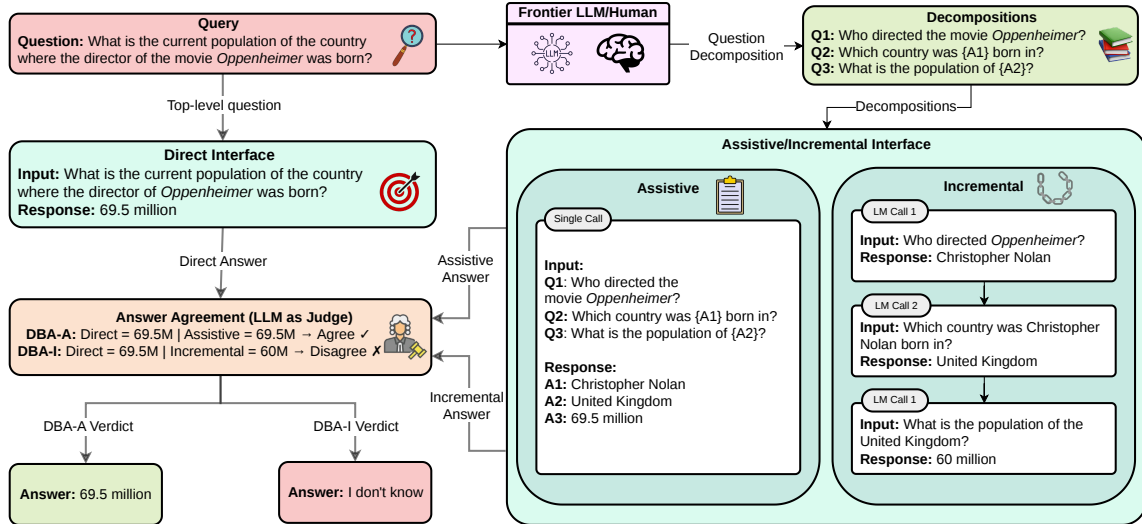 Query
Question: What is the current population of the country
where the director of the movie Oppenheimer was born?
Frontier LLM/Human
LLM
Question
Decomposition
Decompositions
Q1: Who directed the movie Oppenheimer?
Q2: Which country was {A1} born in?
Q3: What is the population of {A2}?
Top-level question
Decompositions
Direct Interface
Input: What is the current population of the country
where the director of Oppenheimer was born?
Response: 69.5 million
Direct Answer
Assistive
Answer
Answer Agreement (LLM as Judge)
DBA-A: Direct = 69.5M | Assistive = 69.5M → Agree ✓
DBA-I: Direct = 69.5M | Incremental = 60M → Disagree ✗
Incremental
Answer
DBA-A Verdict
DBA-I Verdict
Answer: 69.5 million
Answer: I don't know
Assistive/Incremental Interface
Assistive
Single Call
Input:
Q1: Who directed the
movie Oppenheimer?
Q2: Which country was {A1} born in?
Q3: What is the population of {A2}?
Response:
A1: Christopher Nolan
A2: United Kingdom
A3: 69.5 million
Incremental
LM Call 1
Input: Who directed Oppenheimer?
Response: Christopher Nolan
LM Call 2
Input: Which country was Christopher
Nolan born in?
Response: United Kingdom
LM Call 1
Input: What is the population of the
United Kingdom?
Response: 60 million